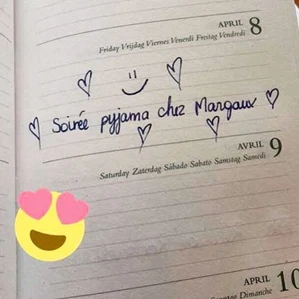 APRIL 8
Friday Vrijdag Viernes Venerdì Freitag Vendredi
Soirée pyjama chez Margaux
AVRIL 9
Saturday Zaterdag Sábado Sabato Samstag Samedi
APRIL 10
Dimanche